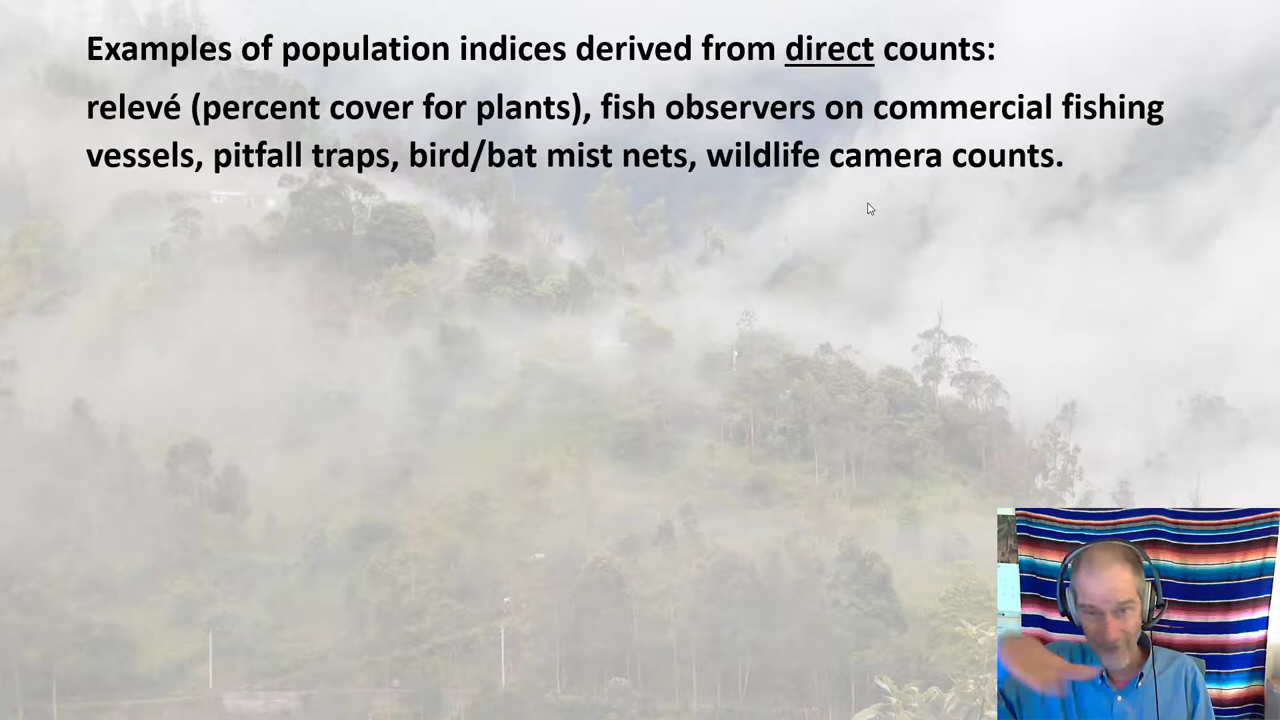 Examples of population indices derived from direct counts:
relevé (percent cover for plants), fish observers on commercial fishing
vessels, pitfall traps, bird/bat mist nets, wildlife camera counts.